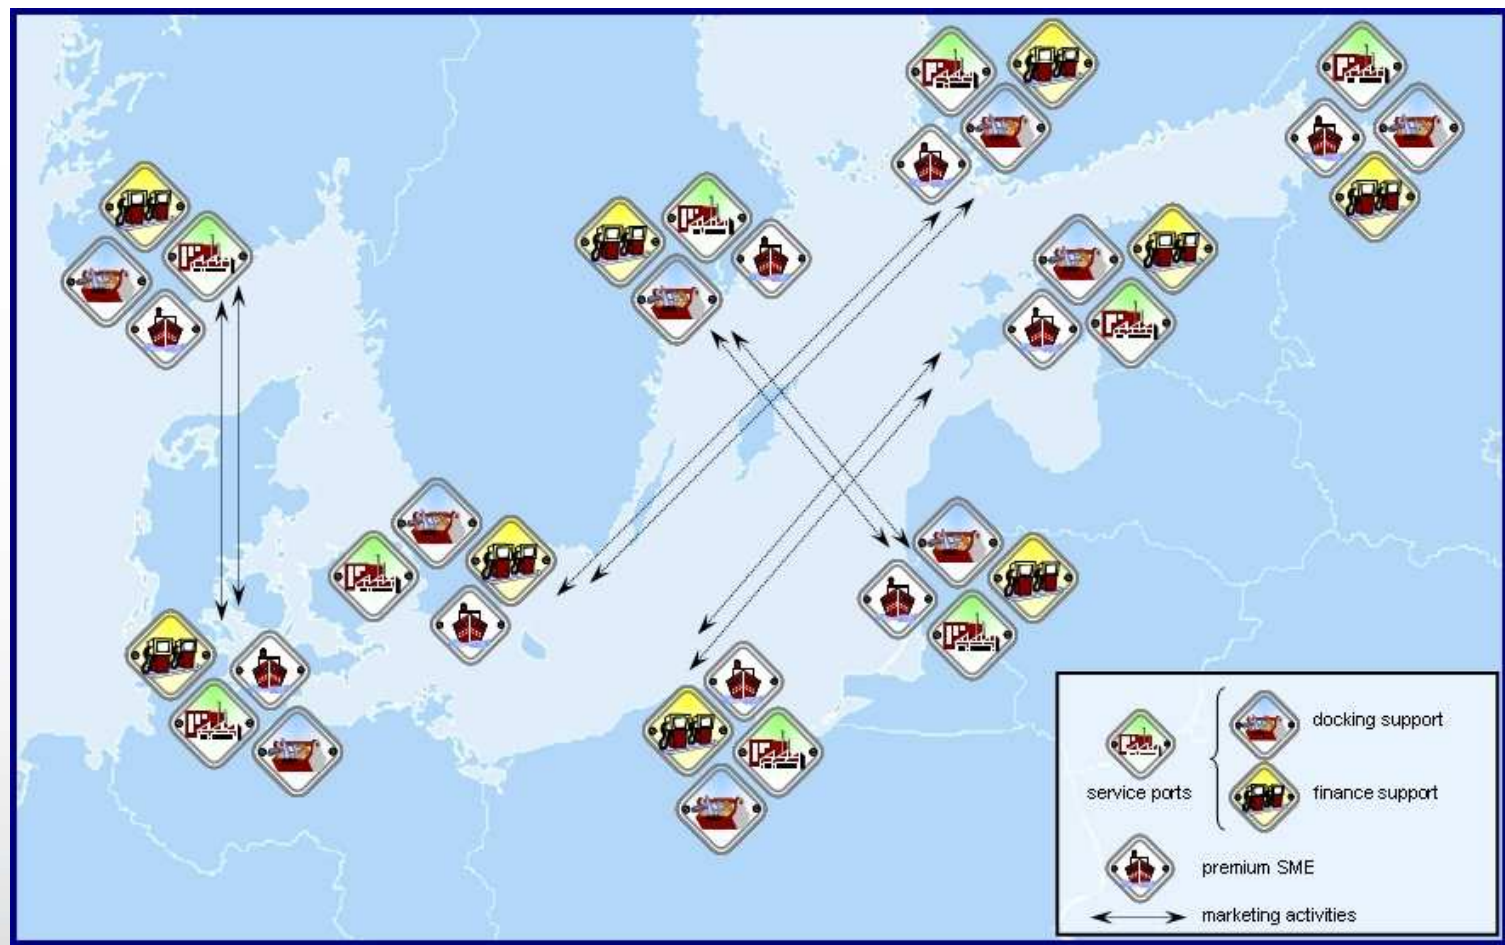 docking support
service ports
finance support
premium SME
marketing activities